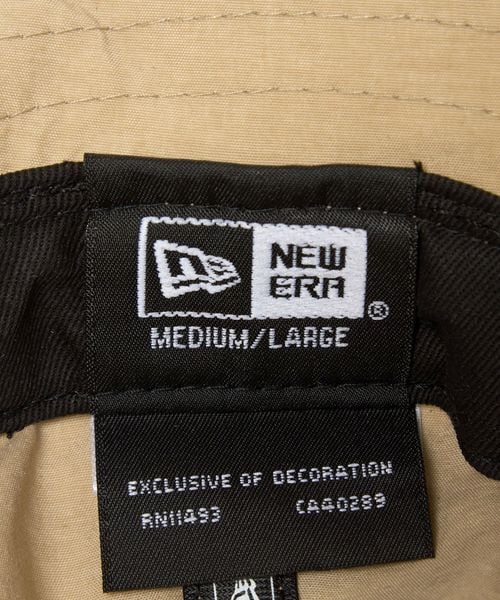 NEW
ERA®
MEDIUM/LARGE
EXCLUSIVE OF DECORATION
RN11493 CA40289